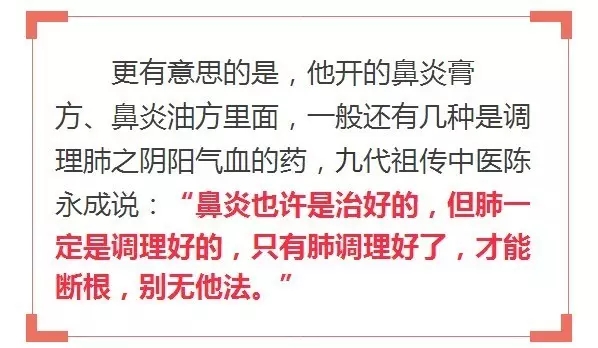 更有意思的是，他开的鼻炎膏
方、鼻炎油方里面，一般还有几种是调
理肺之阴阳气血的药，九代祖传中医陈
永成说：“鼻炎也许是治好的，但肺一
定是调理好的，只有肺调理好了，才能
断根，别无他法。”